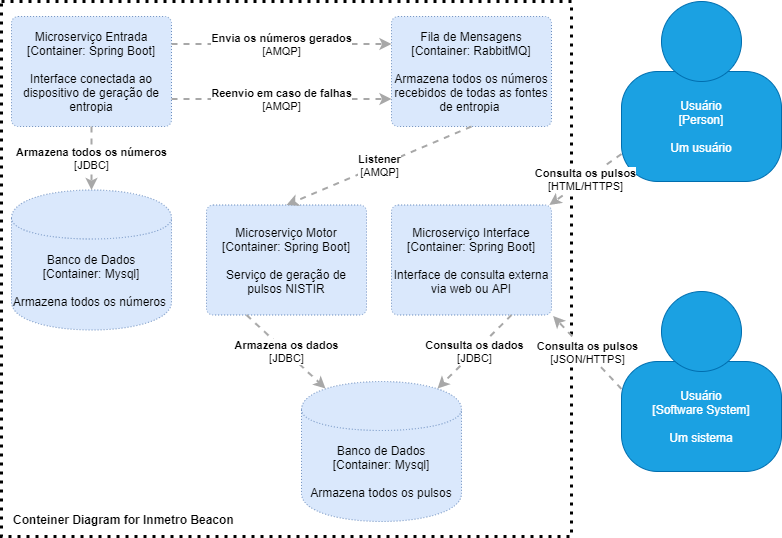 Microserviço Entrada
[Container: Spring Boot]
Interface conectada ao
dispositivo de geração de
entropia
Envia os números gerados
[AMQP]
Reenvio em caso de falhas
[AMQP]
Fila de Mensagens
[Container: RabbitMQ]
Armazena todos os números
recebidos de todas as fontes
de entropia
Usuário
[Person]
Um usuário
Armazena todos os números
[JDBC]
Listener
[AMQP]
Consulta os pulsos
[HTML/HTTPS]
Banco de Dados
[Container: Mysql]
Armazena todos os números
Microserviço Motor
[Container: Spring Boot]
Serviço de geração de
pulsos NISTIR
Microserviço Interface
[Container: Spring Boot]
Interface de consulta externa
via web ou API
Armazena os dados
[JDBC]
Consulta os dados
[JDBC]
Consulta os pulsos
[JSON/HTTPS]
Usuário
[Software System]
Um sistema
Banco de Dados
[Container: Mysql]
Armazena todos os pulsos
Conteiner Diagram for Inmetro Beacon